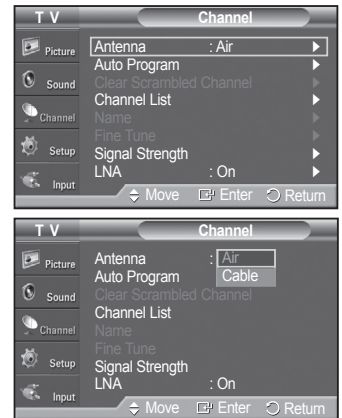 T V Channel
Picture
Sound
Channel
Setup
Input
Antenna : Air
Auto Program
Clear Scrambled Channel
Channel List
Name
Fine Tune
Signal Strength
LNA : On
Move Enter Return
T V Channel
Picture
Sound
Channel
Setup
Input
Antenna : Air
Cable
Auto Program
Clear Scrambled Channel
Channel List
Name
Fine Tune
Signal Strength
LNA : On
Move Enter Return